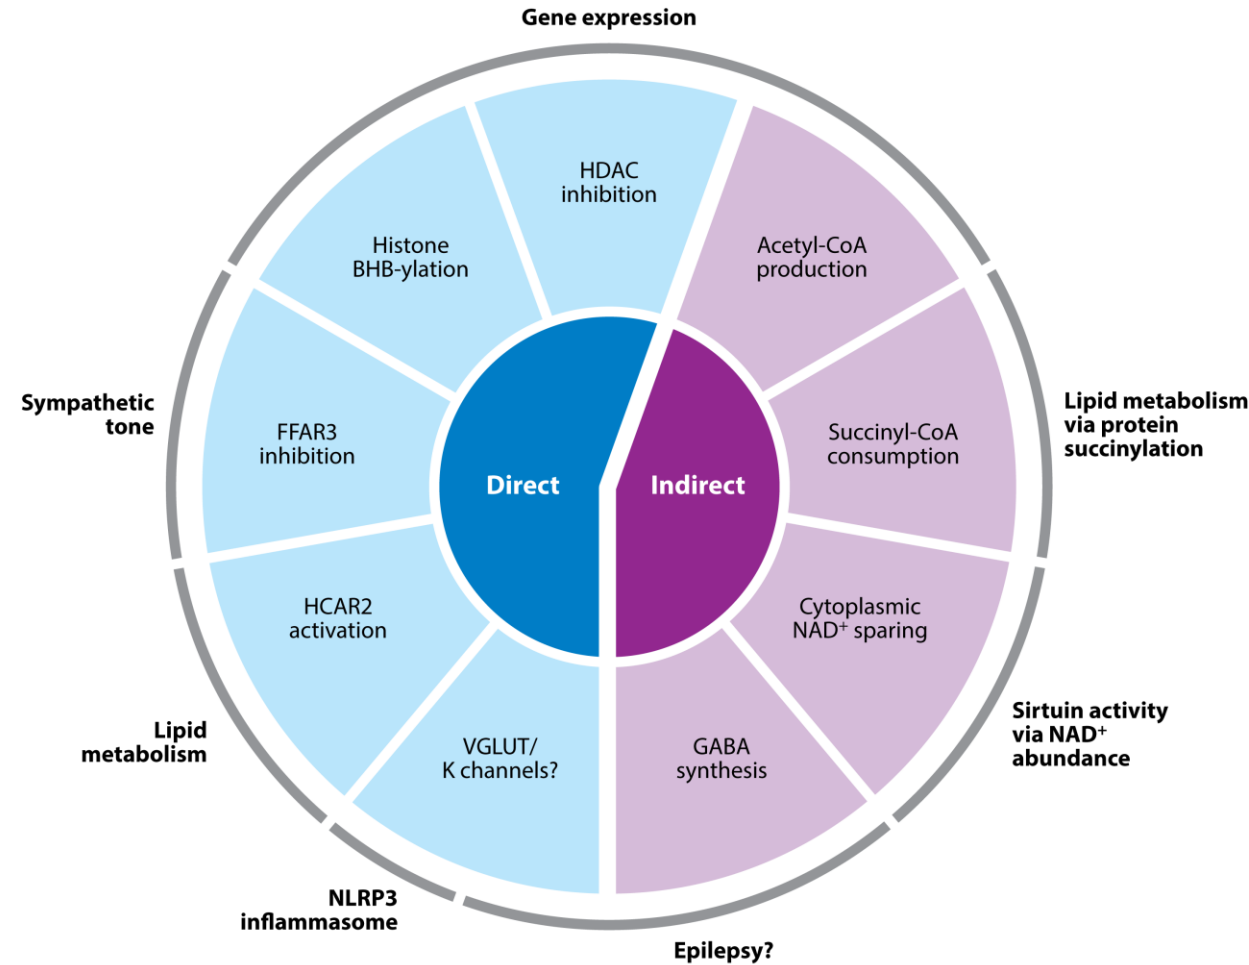 Gene expression
HDAC
inhibition
Histone
BHB-ylation
Acetyl-CoA
production
Sympathetic
tone
FFAR3
inhibition
Direct
Indirect
Succinyl-CoA
consumption
Lipid metabolism
via protein
succinylation
HCAR2
activation
Cytoplasmic
NAD⁺ sparing
Lipid
metabolism
VGLUT/
K channels?
GABA
synthesis
Sirtuin activity
via NAD⁺
abundance
NLRP3
inflammasome
Epilepsy?